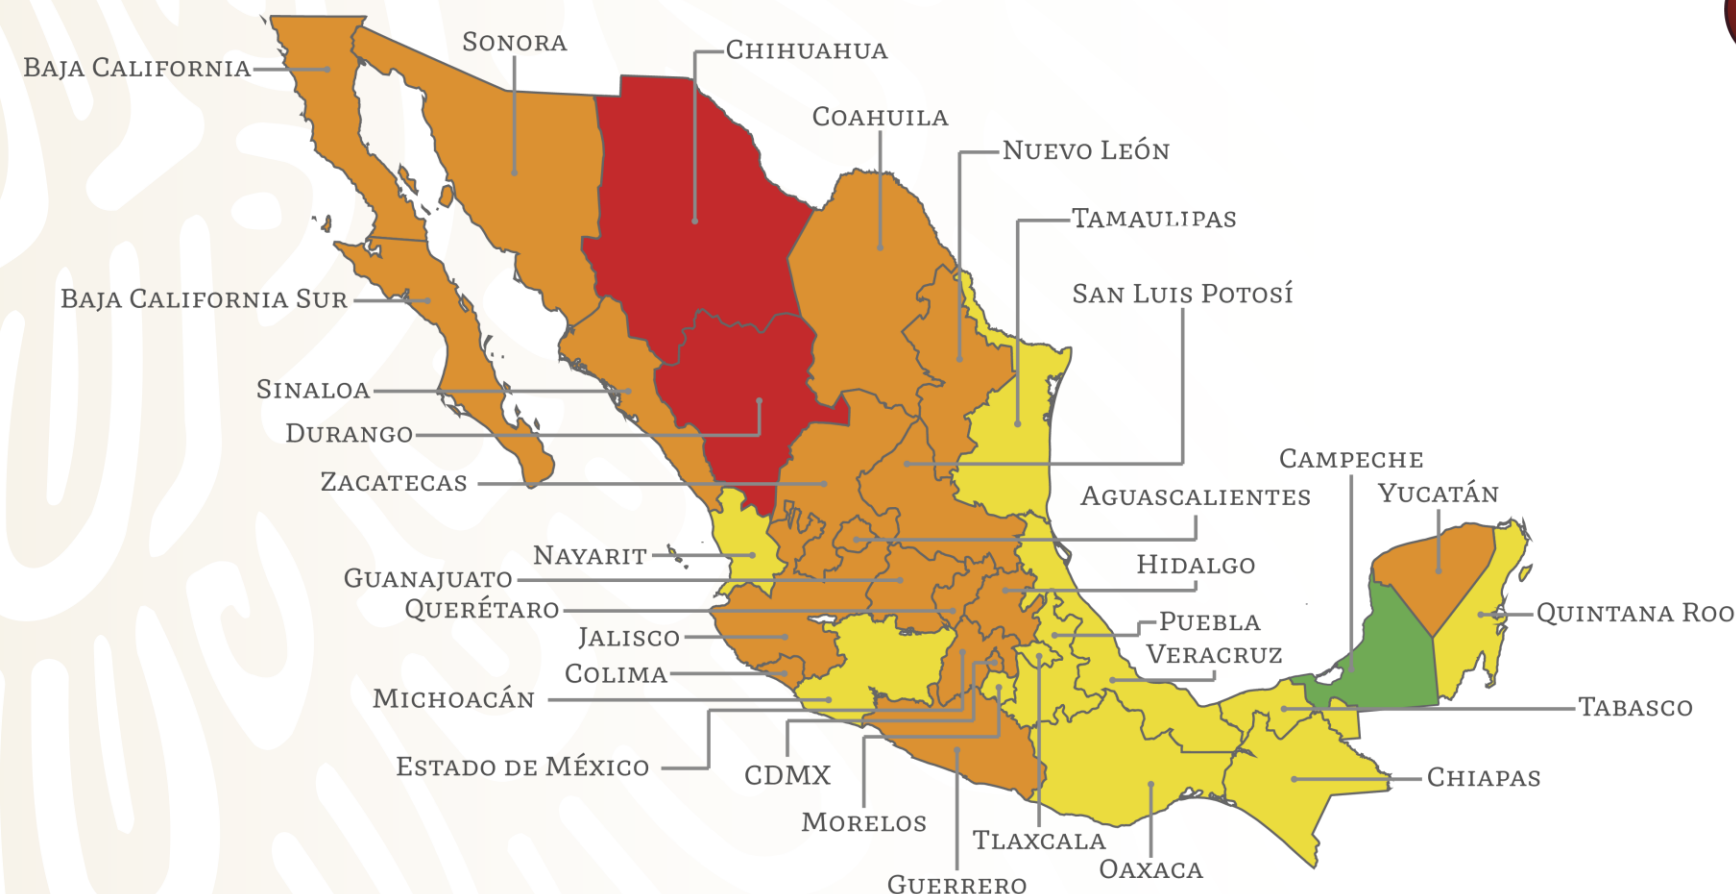 Sonora
Chihuahua
Baja California
Coahuila
Nuevo León
Tamaulipas
San Luis Potosí
Baja California Sur
Sinaloa
Durango
Campeche
Zacatecas
Yucatán
Aguascalientes
Nayarit
Hidalgo
Guanajuato
Querétaro
Quintana Roo
Puebla
Jalisco
Veracruz
Colima
Michoacán
Tabasco
Estado de México
CDMX
Chiapas
Morelos
Tlaxcala
Oaxaca
Guerrero